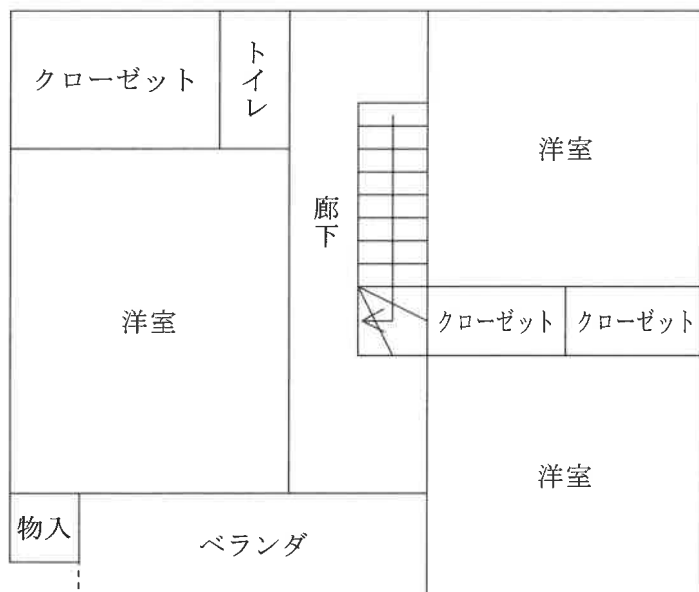 クローゼット
トイレ
洋室
廊下
洋室
クローゼット
クローゼット
洋室
物入
ベランダ